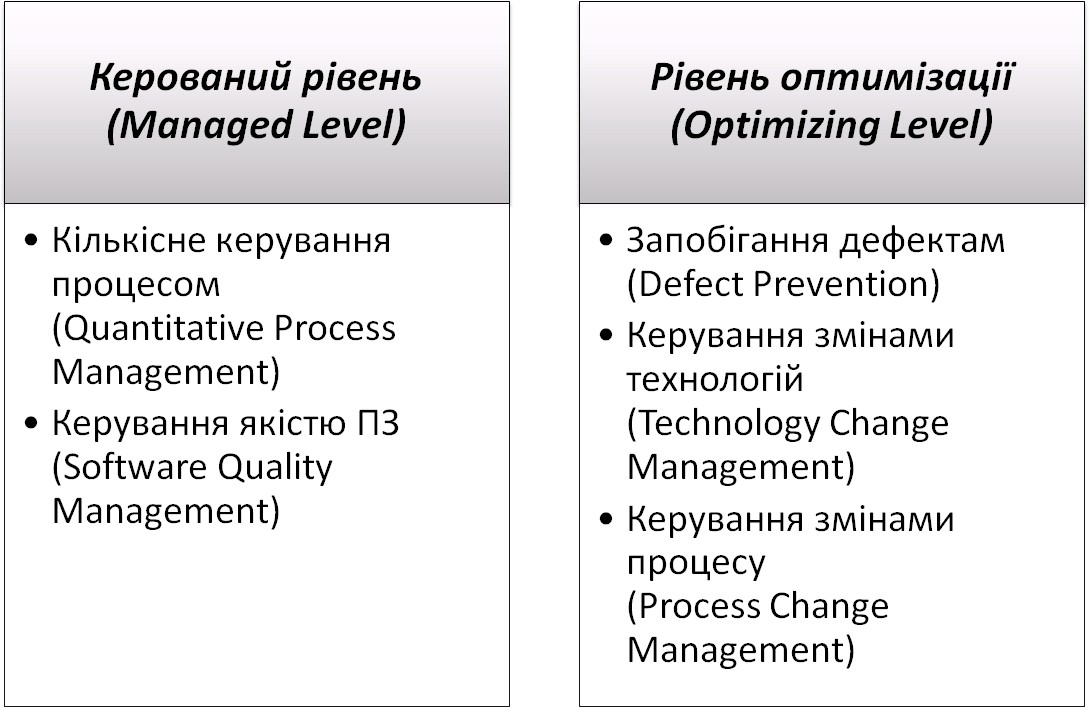 Керований рівень
(Managed Level)
• Кількісне керування
процесом
(Quantitative Process
Management)
• Керування якістю ПЗ
(Software Quality
Management)
Рівень оптимізації
(Optimizing Level)
• Запобігання дефектам
(Defect Prevention)
• Керування змінами
технологій
(Technology Change
Management)
• Керування змінами
процесу
(Process Change
Management)